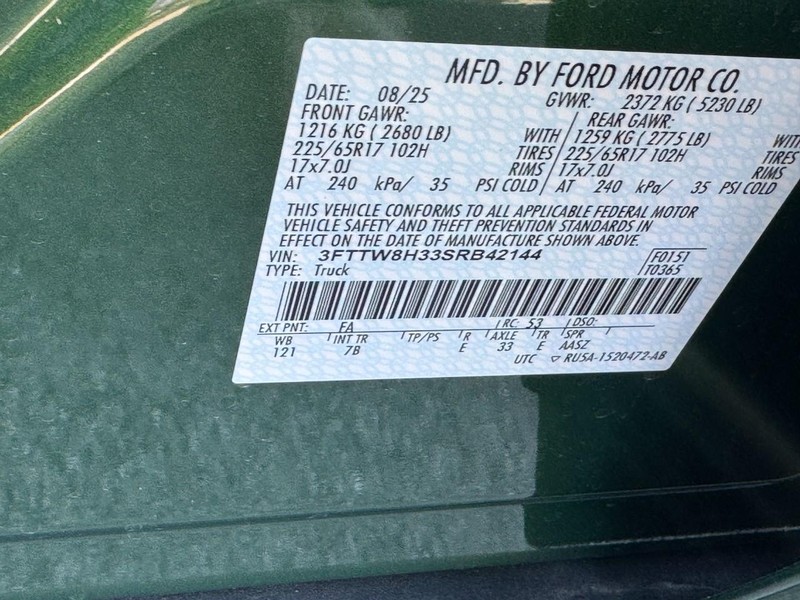 MFD. BY FORD MOTOR CO.
DATE: 08/25 GVWR: 2372 KG ( 5230 LB)
FRONT GAWR: REAR GAWR:
1216 KG ( 2680 LB) WITH 1259 KG ( 2775 LB) WITH
225/65R17 102H TIRES 225/65R17 102H TIRES
17x7.0J RIMS 17x7.0J RIMS
AT 240 kPa/ 35 PSI COLD AT 240 kPa/ 35 PSI COLD
THIS VEHICLE CONFORMS TO ALL APPLICABLE FEDERAL MOTOR
VEHICLE SAFETY AND THEFT PREVENTION STANDARDS IN
EFFECT ON THE DATE OF MANUFACTURE SHOWN ABOVE.
VIN: 3FTTW8H33SRB42144 F0151
TYPE: Truck T0365
EXT PNT: FA RC: 53 DSO:
WB INT TR TP/PS R AXLE TR SPR
121 7B E 33 E AASZ
UTC RU5A-1520472-AB